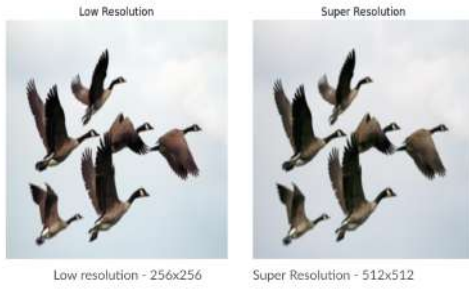 Low Resolution
Super Resolution
Low resolution - 256x256
Super Resolution - 512x512